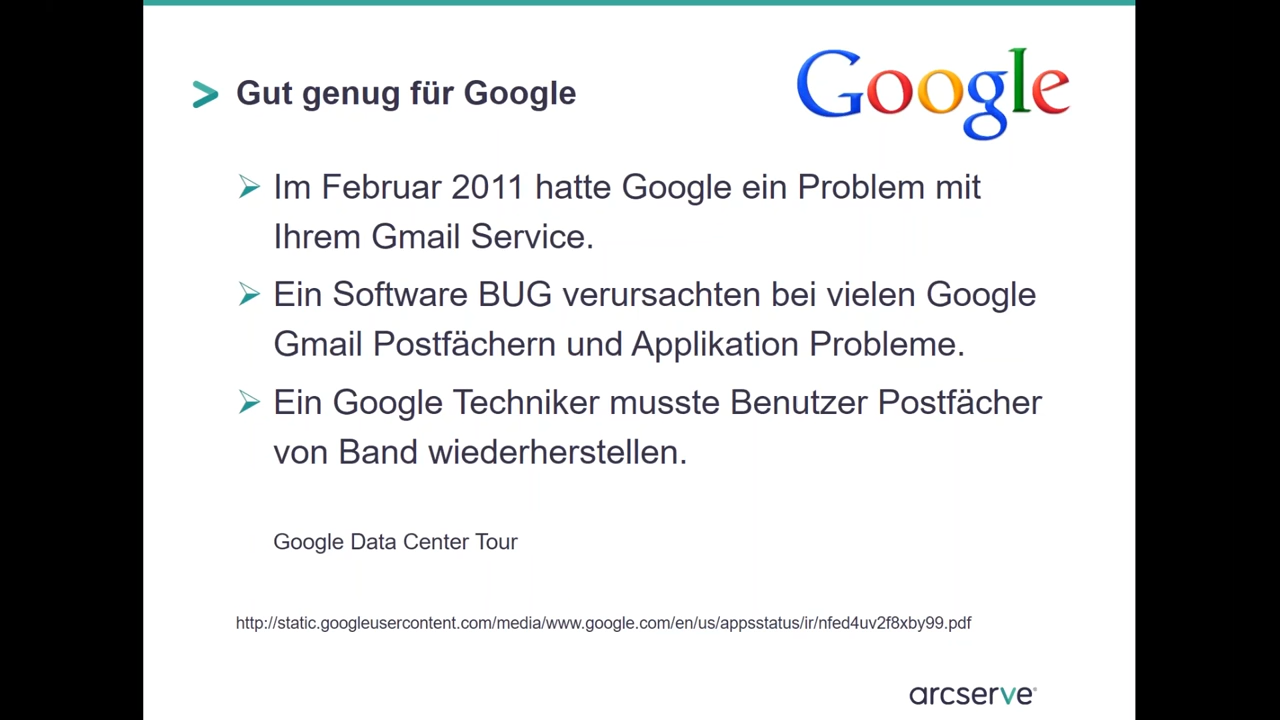 Gut genug für Google
Google
Im Februar 2011 hatte Google ein Problem mit
Ihrem Gmail Service.
Ein Software BUG verursachten bei vielen Google
Gmail Postfächern und Applikation Probleme.
Ein Google Techniker musste Benutzer Postfächer
von Band wiederherstellen.
Google Data Center Tour
http://static.googleusercontent.com/media/www.google.com/en/us/appsstatus/ir/nfed4uv2f8xby99.pdf
arcserve